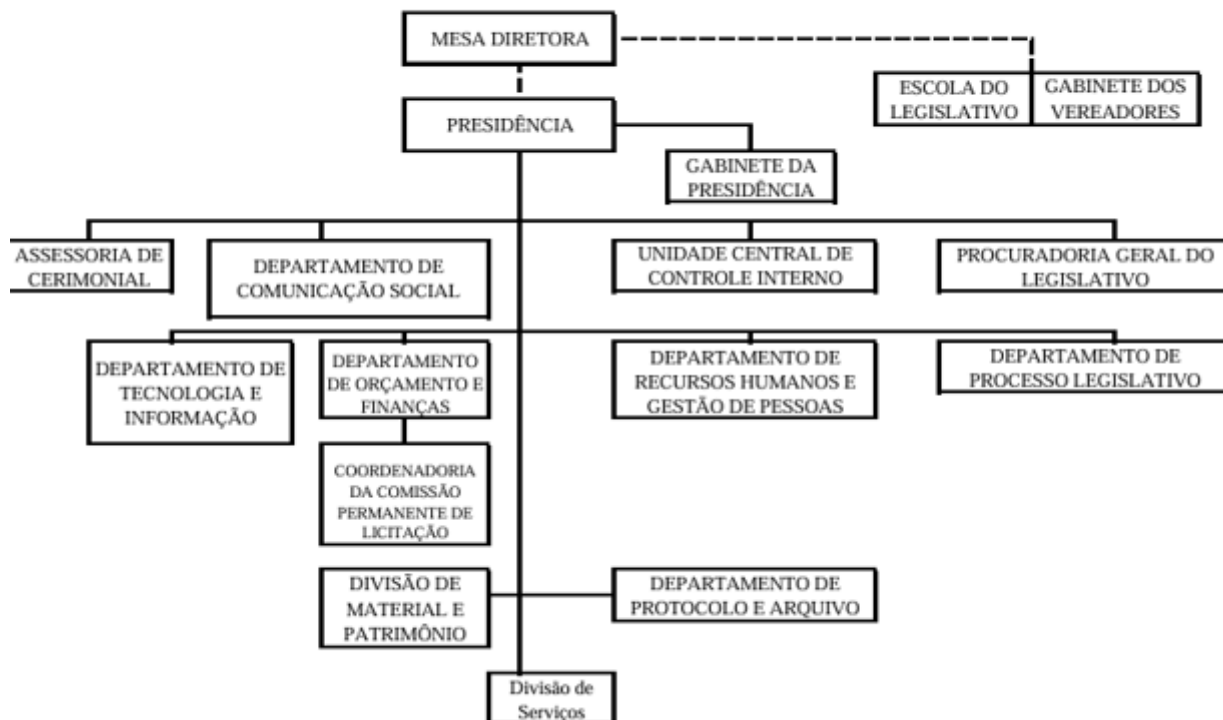 MESA DIRETORA
ESCOLA DO
LEGISLATIVO
GABINETE DOS
VEREADORES
PRESIDÊNCIA
GABINETE DA
PRESIDÊNCIA
ASSESSORIA DE
CERIMONIAL
DEPARTAMENTO DE
COMUNICAÇÃO SOCIAL
UNIDADE CENTRAL DE
CONTROLE INTERNO
PROCURADORIA GERAL DO
LEGISLATIVO
DEPARTAMENTO DE
TECNOLOGIA E
INFORMAÇÃO
DEPARTAMENTO
DE ORÇAMENTO E
FINANÇAS
DEPARTAMENTO DE
RECURSOS HUMANOS E
GESTÃO DE PESSOAS
DEPARTAMENTO DE
PROCESSO LEGISLATIVO
COORDENADORIA
DA COMISSÃO
PERMANENTE DE
LICITAÇÃO
DIVISÃO DE
MATERIAL E
PATRIMÔNIO
DEPARTAMENTO DE
PROTOCOLO E ARQUIVO
Divisão de
Serviços